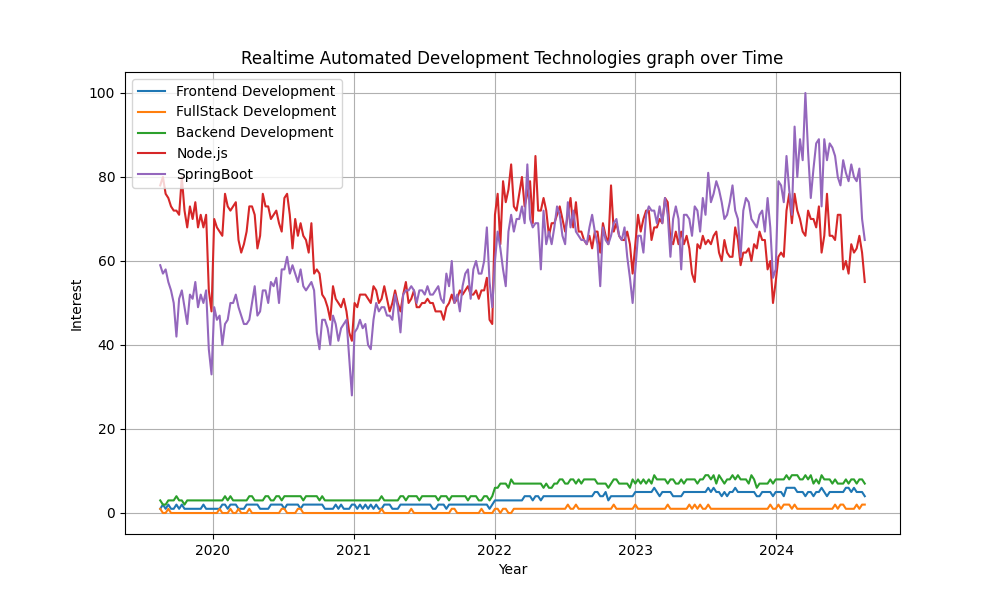 Realtime Automated Development Technologies graph over Time
Frontend Development
FullStack Development
Backend Development
Node.js
SpringBoot
100
80
60
40
20
0
Interest
2020 2021 2022 2023 2024
Year